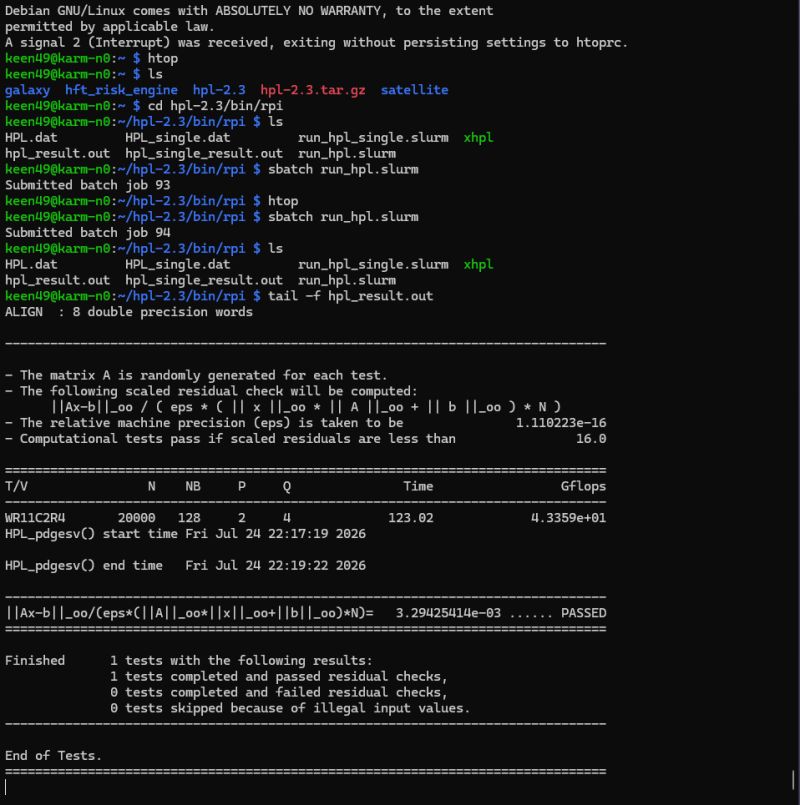 Debian GNU/Linux comes with ABSOLUTELY NO WARRANTY, to the extent
permitted by applicable law.
A signal 2 (Interrupt) was received, exiting without persisting settings to htoprc.
keen49@karm-n0:~ $ htop
keen49@karm-n0:~ $ ls
galaxy  hft_risk_engine  hpl-2.3  hpl-2.3.tar.gz  satellite
keen49@karm-n0:~ $ cd hpl-2.3/bin/rpi
keen49@karm-n0:~/hpl-2.3/bin/rpi $ ls
HPL.dat         HPL_single.dat         run_hpl_single.slurm  xhpl
hpl_result.out  hpl_single_result.out  run_hpl.slurm
keen49@karm-n0:~/hpl-2.3/bin/rpi $ sbatch run_hpl.slurm
Submitted batch job 93
keen49@karm-n0:~/hpl-2.3/bin/rpi $ htop
keen49@karm-n0:~/hpl-2.3/bin/rpi $ sbatch run_hpl.slurm
Submitted batch job 94
keen49@karm-n0:~/hpl-2.3/bin/rpi $ ls
HPL.dat         HPL_single.dat         run_hpl_single.slurm  xhpl
hpl_result.out  hpl_single_result.out  run_hpl.slurm
keen49@karm-n0:~/hpl-2.3/bin/rpi $ tail -f hpl_result.out
ALIGN  : 8 double precision words
--------------------------------------------------------------------------------
- The matrix A is randomly generated for each test.
- The following scaled residual check will be computed:
      ||Ax-b||_oo / ( eps * ( || x ||_oo * || A ||_oo + || b ||_oo ) * N )
- The relative machine precision (eps) is taken to be               1.110223e-16
- Computational tests pass if scaled residuals are less than                16.0
================================================================================
T/V                N    NB     P     Q               Time                 Gflops
--------------------------------------------------------------------------------
WR11C2R4       20000   128     2     4             123.02             4.3359e+01
HPL_pdgesv() start time Fri Jul 24 22:17:19 2026
HPL_pdgesv() end time   Fri Jul 24 22:19:22 2026
--------------------------------------------------------------------------------
||Ax-b||_oo/(eps*(||A||_oo*||x||_oo+||b||_oo)*N)=   3.29425414e-03 ...... PASSED
================================================================================
Finished      1 tests with the following results:
              1 tests completed and passed residual checks,
              0 tests completed and failed residual checks,
              0 tests skipped because of illegal input values.
--------------------------------------------------------------------------------
End of Tests.
================================================================================